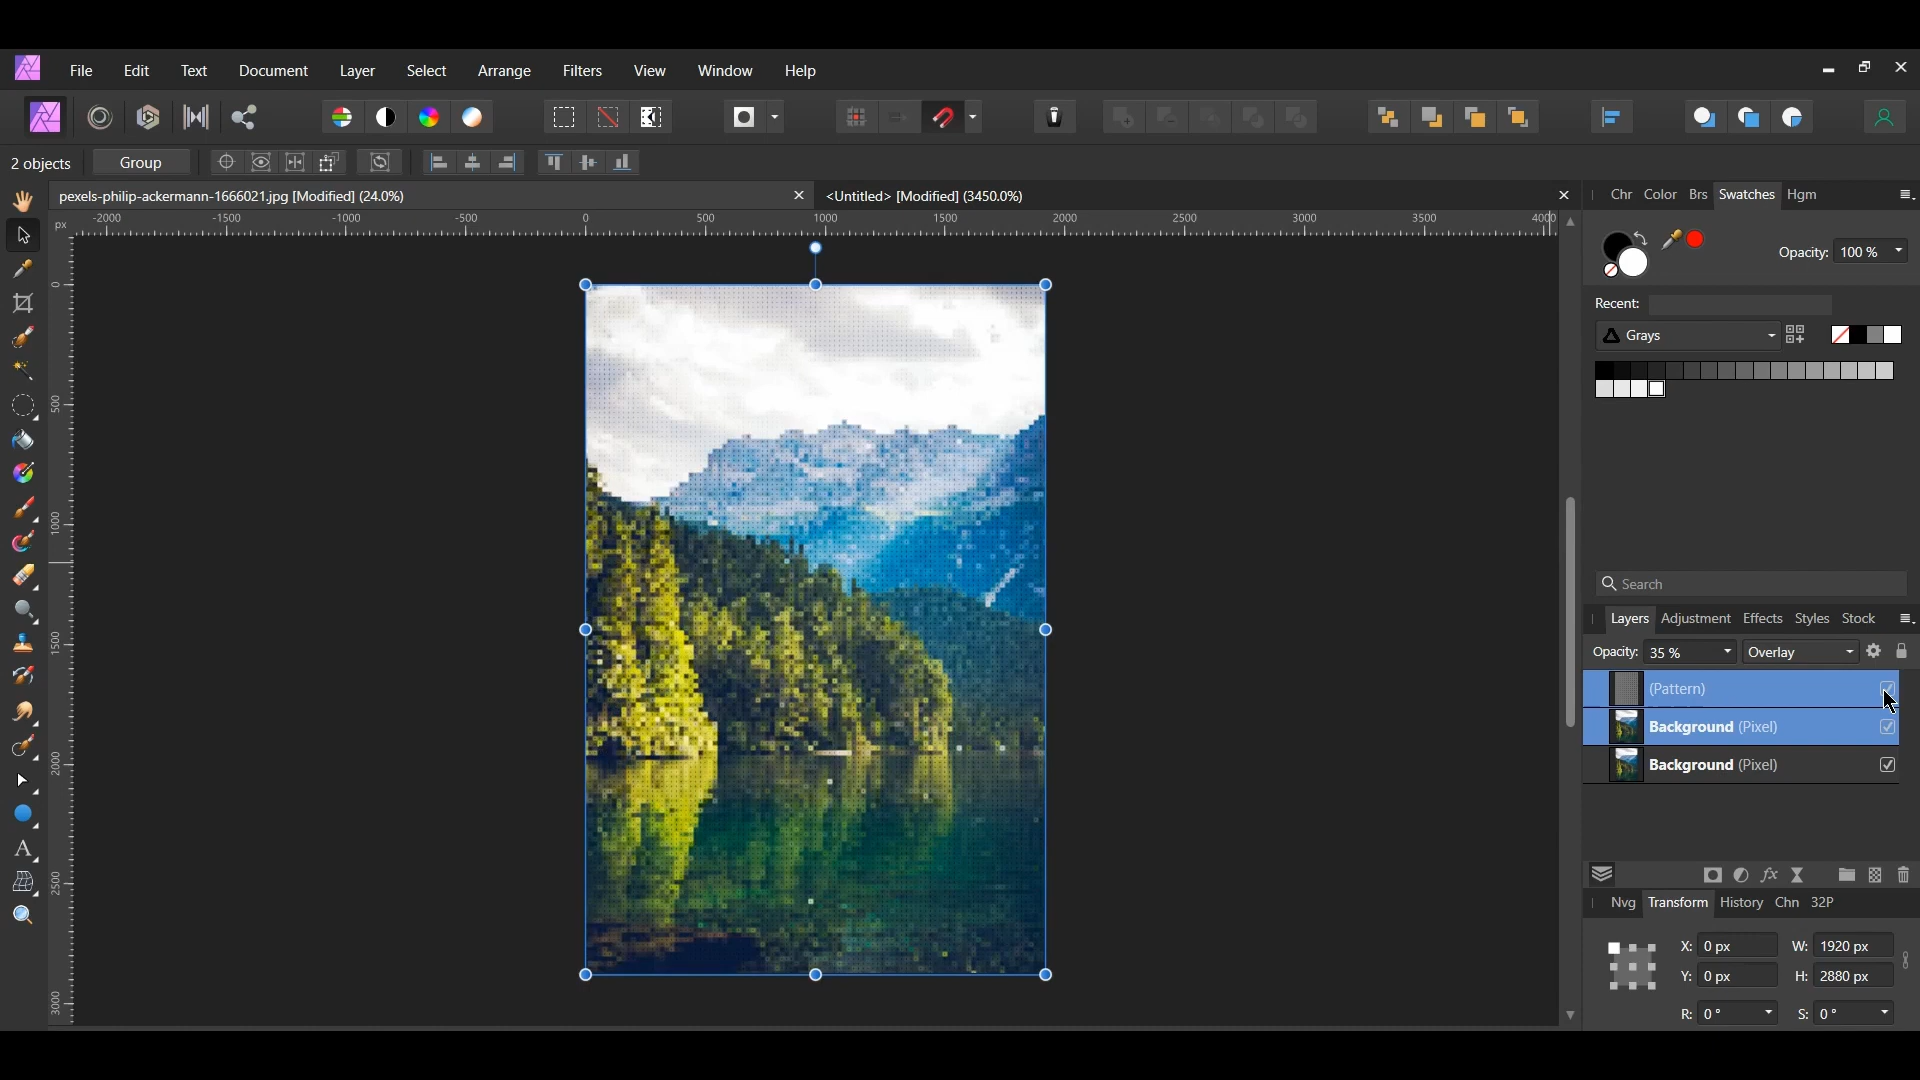 File Edit Text Document Layer Select Arrange Filters View Window Help
2 objects Group
pexels-philip-ackermann-1666021.jpg [Modified] (24.0%) <Untitled> [Modified] (3450.0%)
px -2000 -1500 -1000 -500 0 500 1000 1500 2000 2500 3000 3500 4000
0
500
1000
1500
2000
2500
3000
Chr Color Brs Swatches Hgm
Opacity: 100 %
Recent:
Grays
Search
Layers Adjustment Effects Styles Stock
Opacity: 35 % Overlay
(Pattern)
Background (Pixel)
Background (Pixel)
Nvg Transform History Chn 32P
X: 0 px W: 1920 px
Y: 0 px H: 2880 px
R: 0 ° S: 0 °